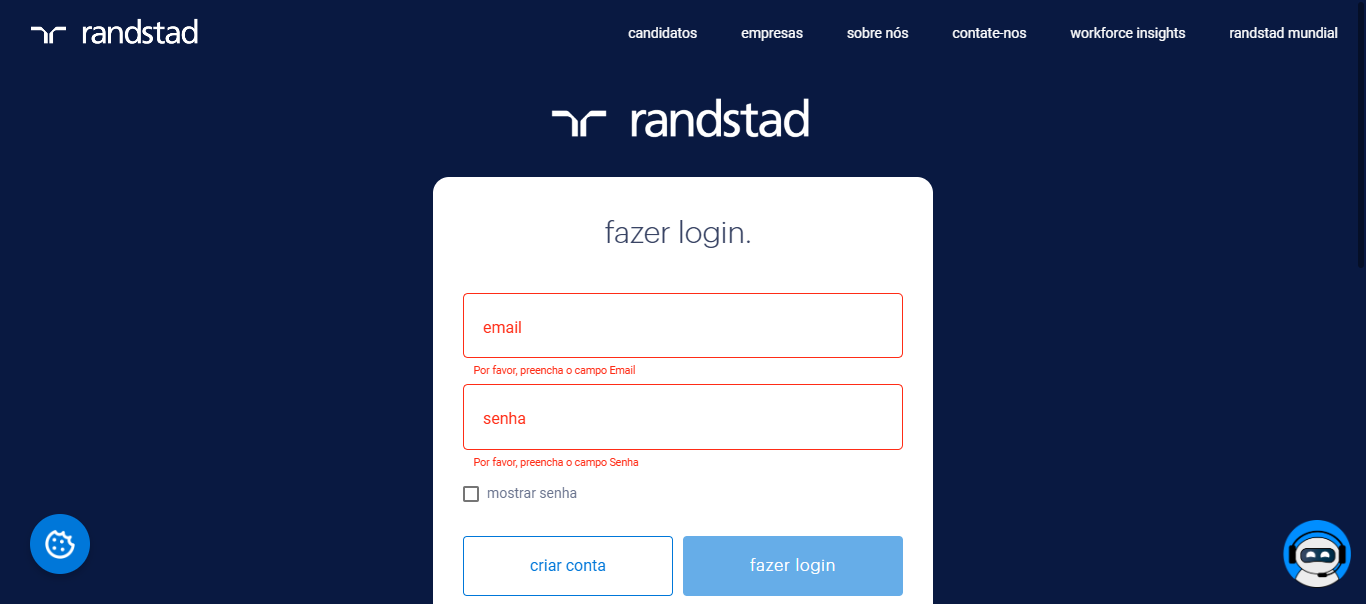 randstad
candidatos empresas sobre nós contate-nos workforce insights randstad mundial
randstad
fazer login.
email
Por favor, preencha o campo Email
senha
Por favor, preencha o campo Senha
mostrar senha
criar conta fazer login